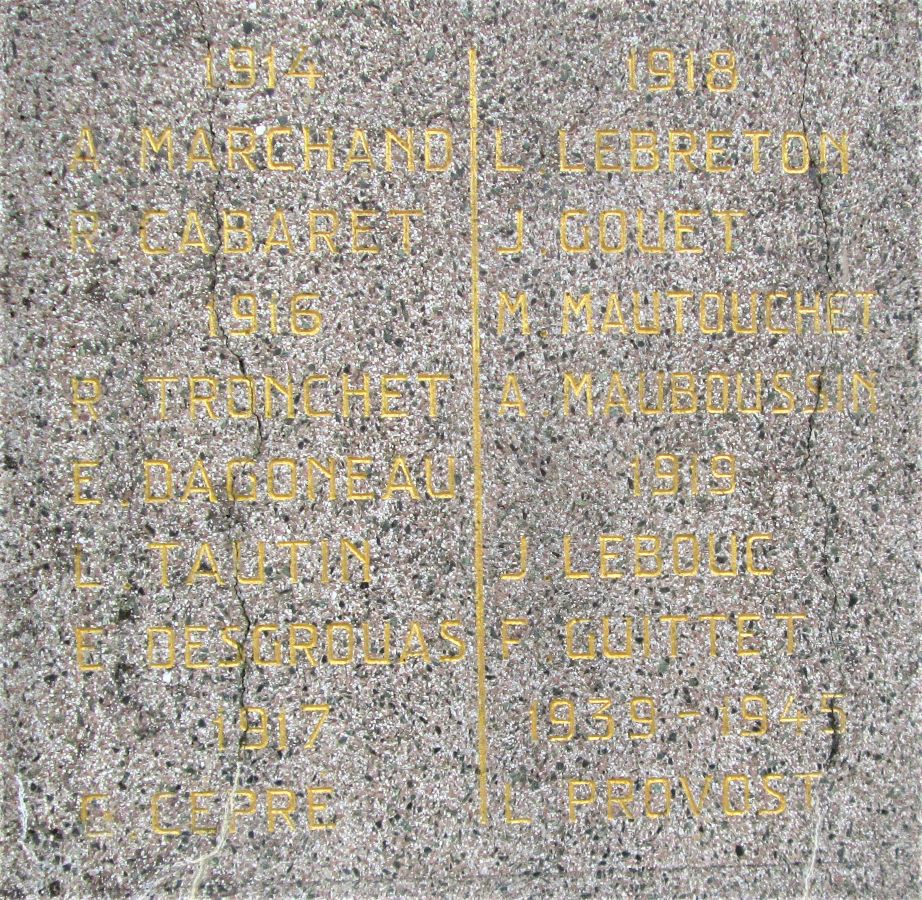 1914
A. MARCHAND
R. CABARET
1916
R. TRONCHET
E. DAGONEAU
L. TAUTIN
E. DESGROUAS
1917
G. CÉPRÉ
1918
L. LEBRETON
J. GOUET
M. MAUTOUCHET
A. MAUBOUSSIN
1919
J. LEBOUC
F. GUITTET
1939-1945
L. PROVOST